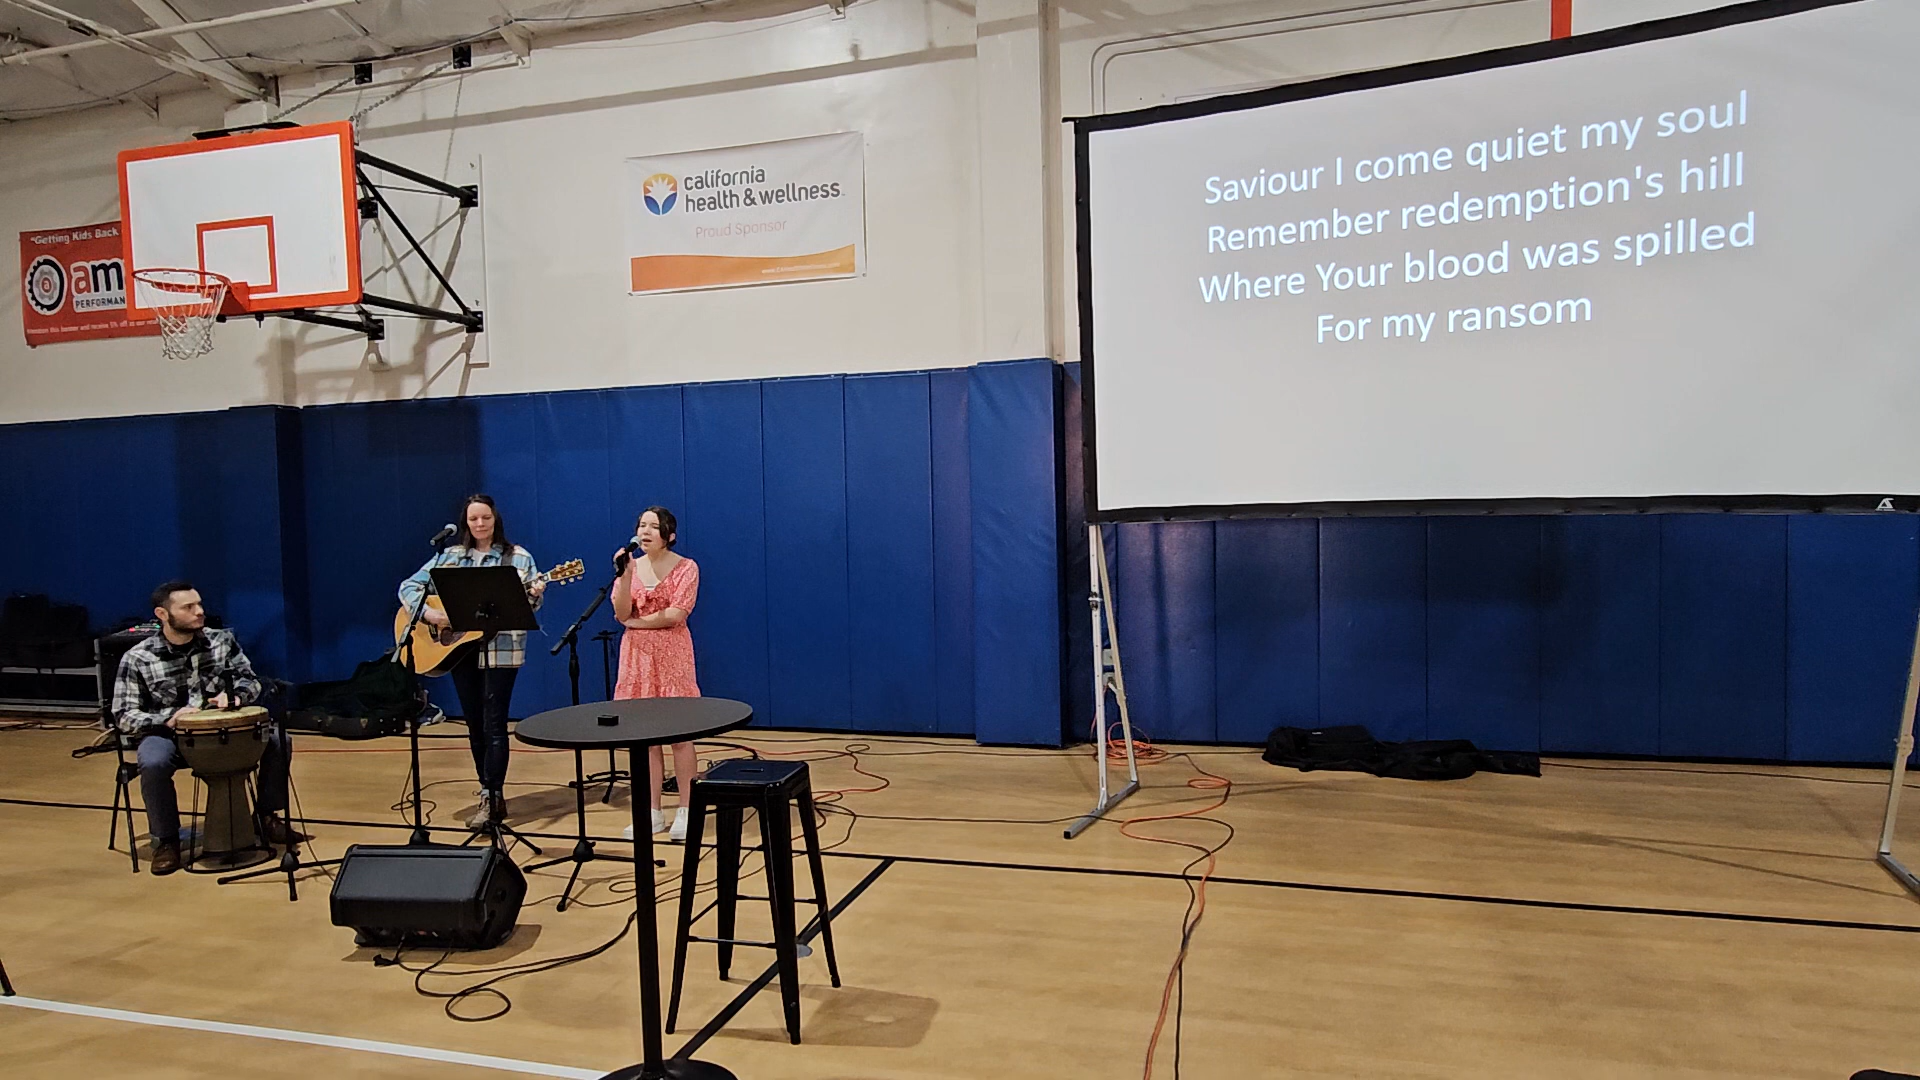 "Getting Kids Back
am
PERFORMAN
california
health & wellness
Proud Sponsor
Saviour I come quiet my soul
Remember redemption's hill
Where Your blood was spilled
For my ransom